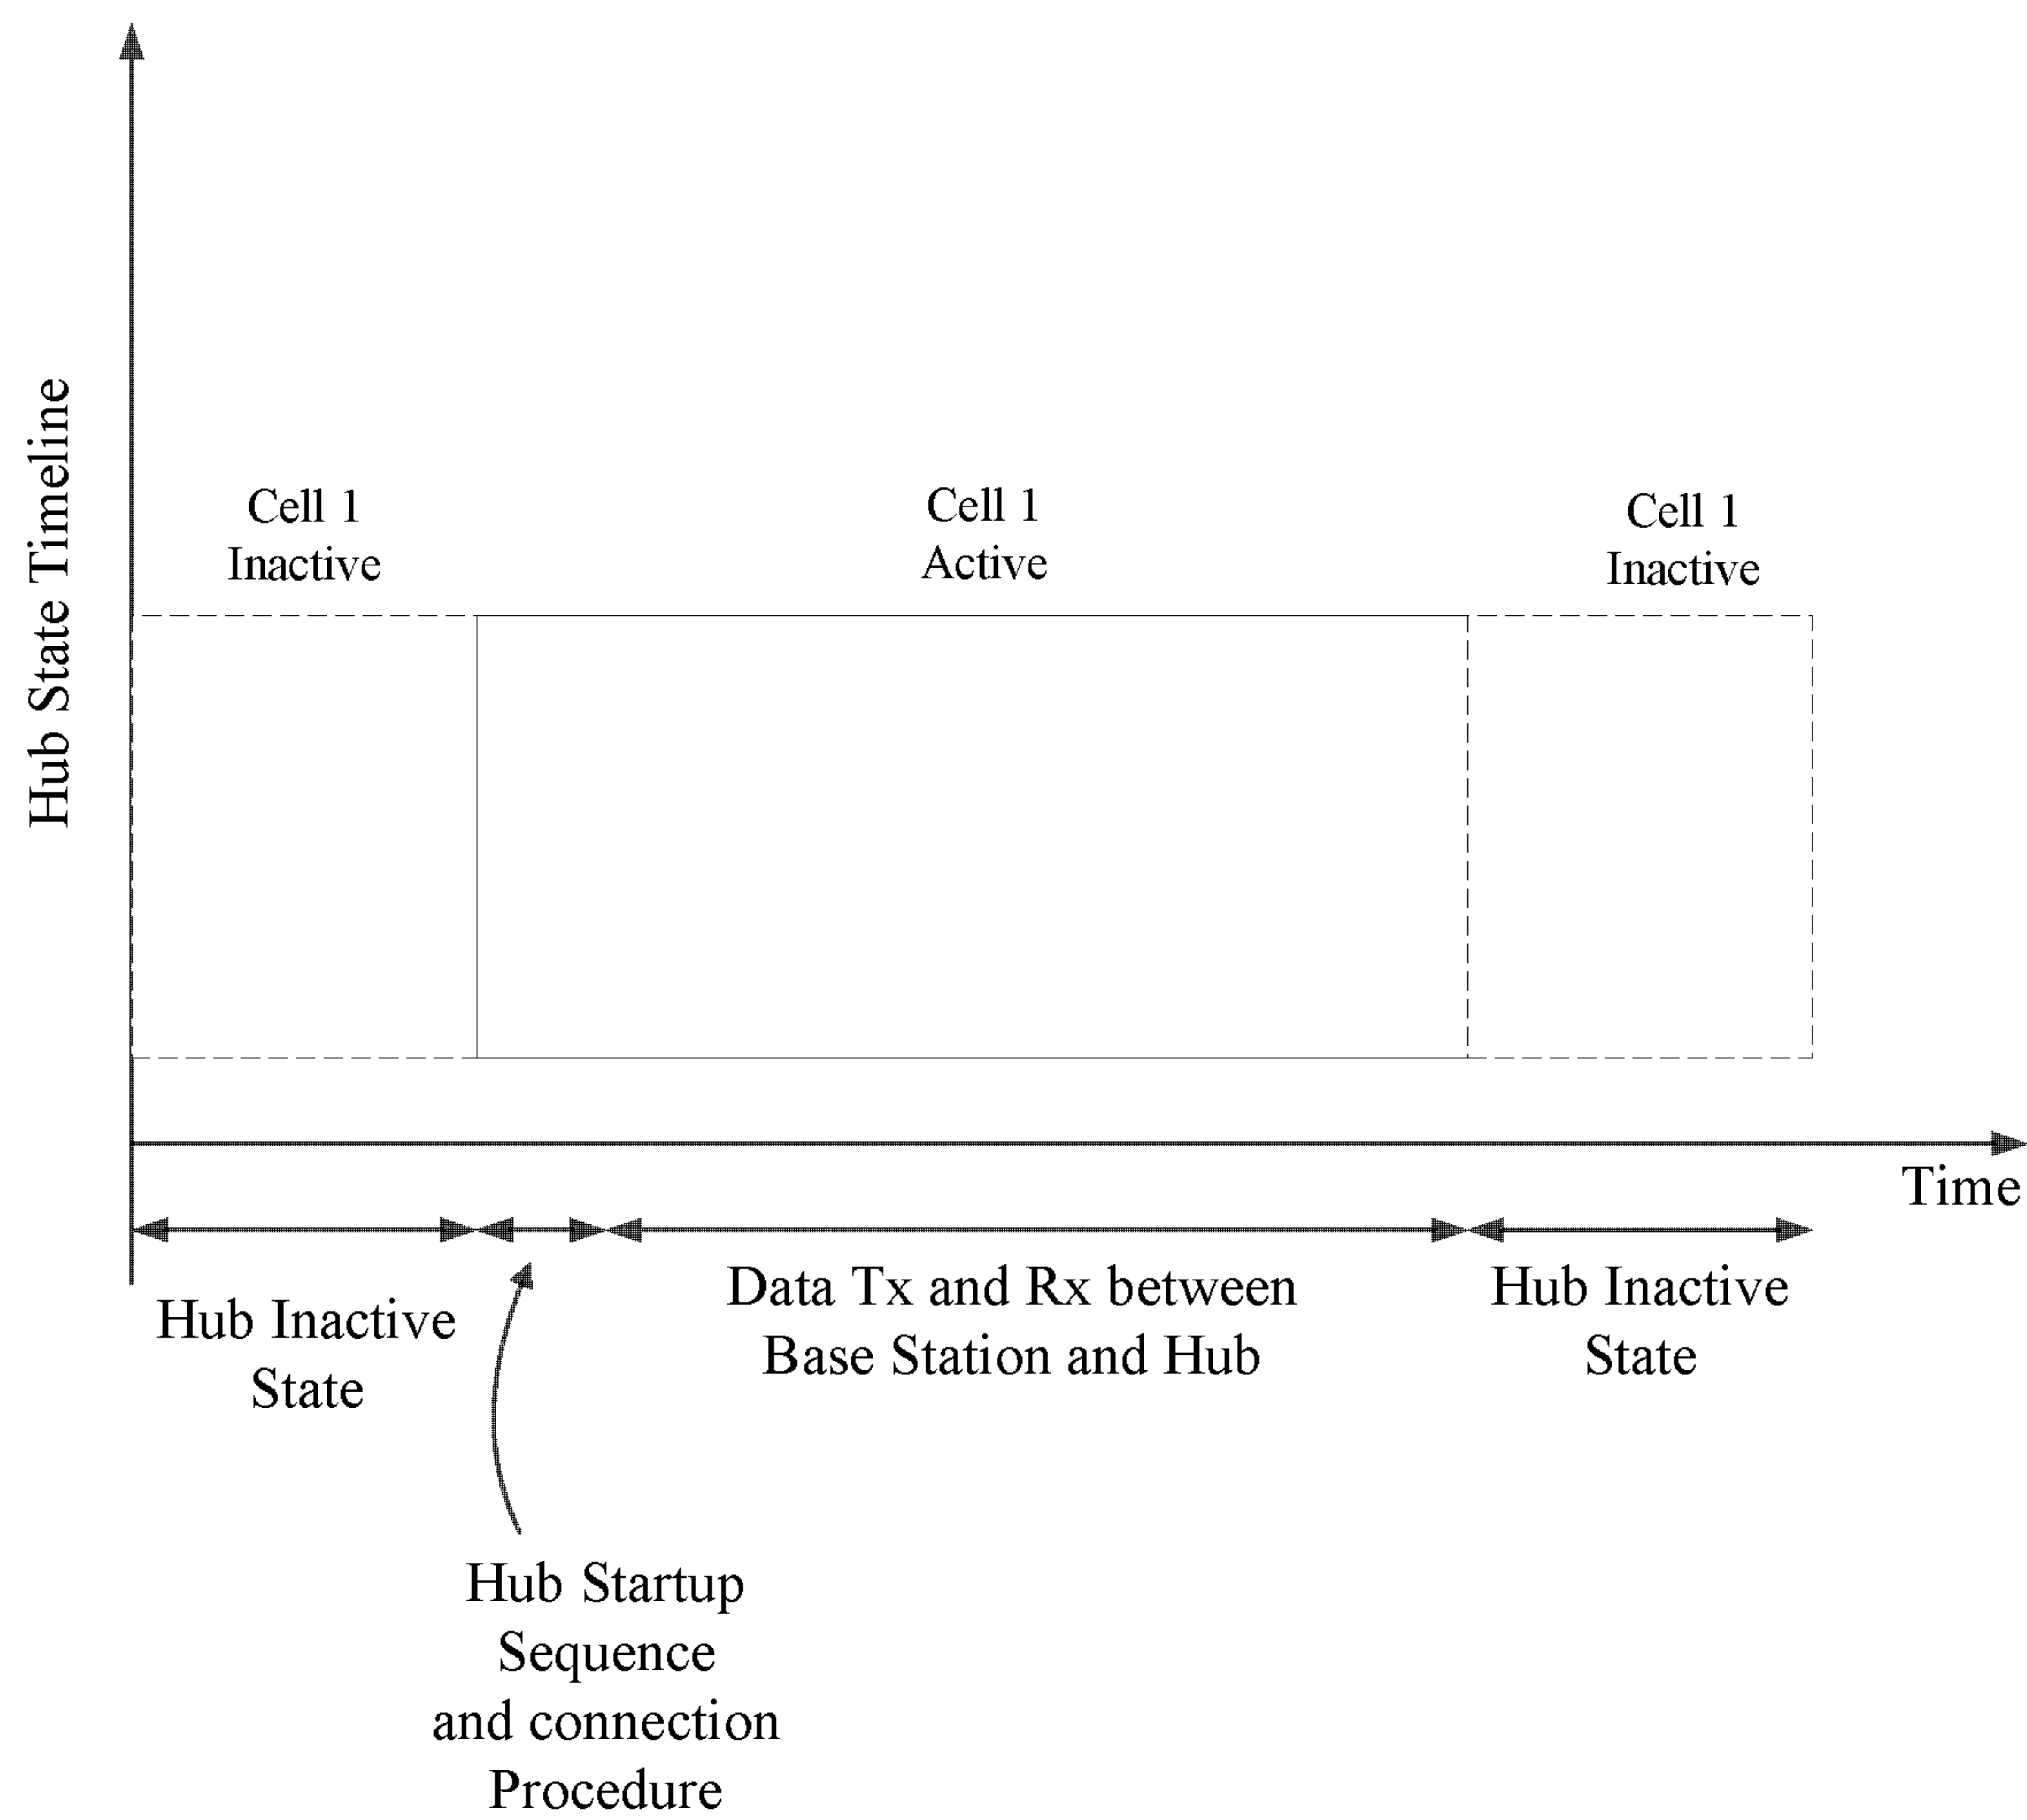 Hub State Timeline
Cell 1
Inactive
Cell 1
Active
Cell 1
Inactive
Time
Hub Inactive
State
Data Tx and Rx between
Base Station and Hub
Hub Inactive
State
Hub Startup
Sequence
and connection
Procedure